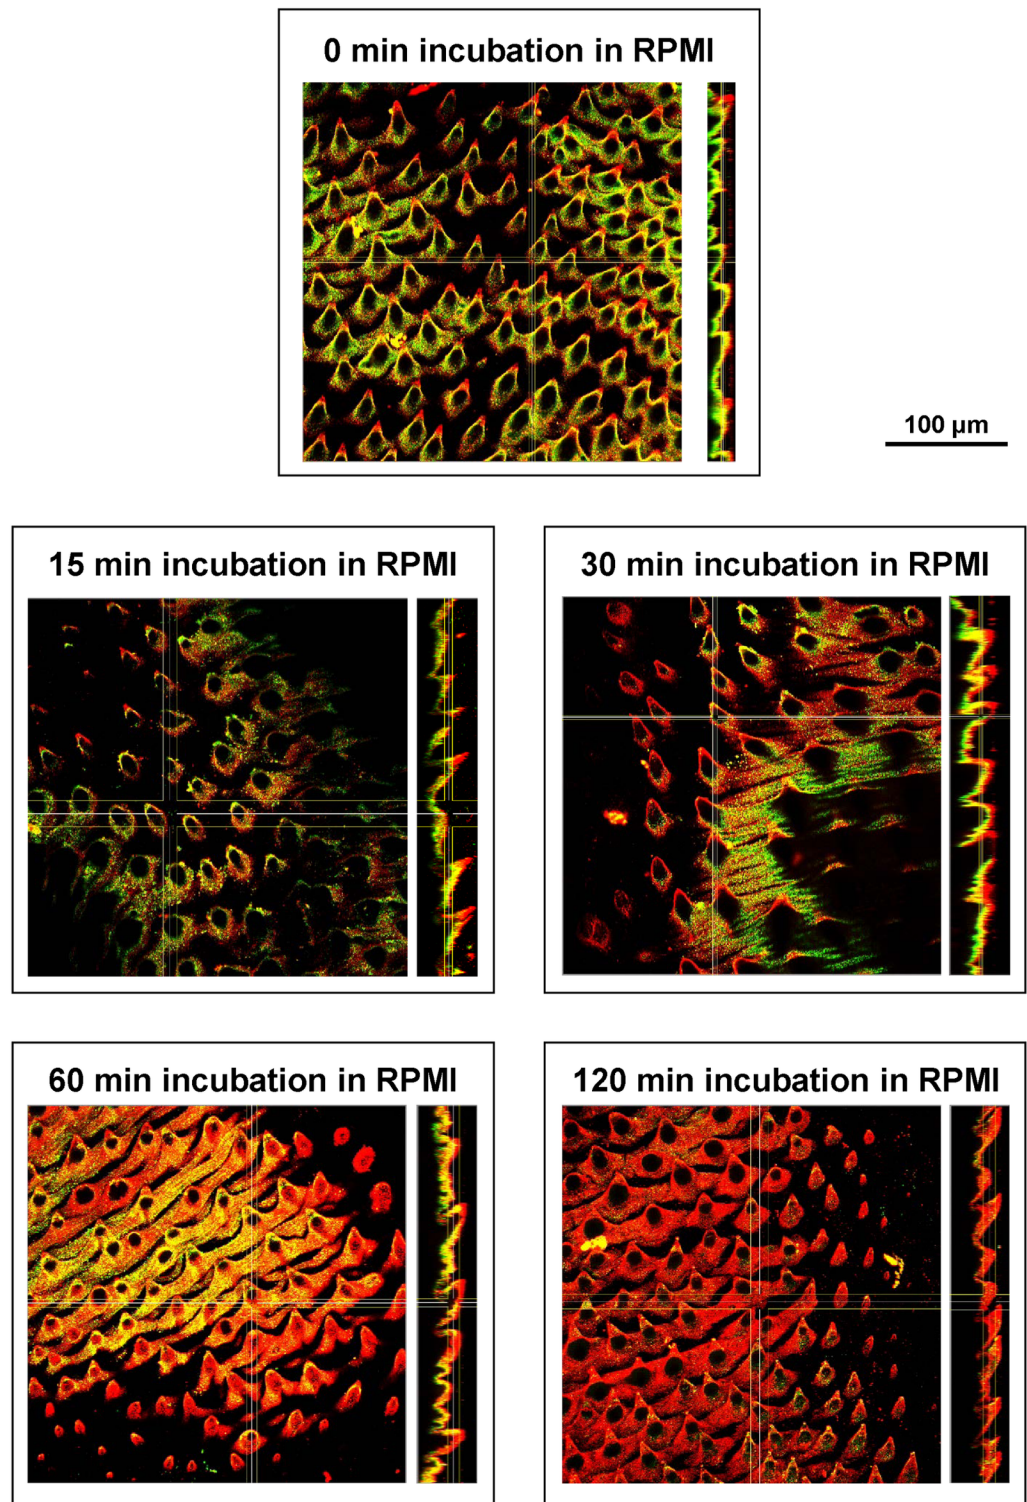 0 min incubation in RPMI
100 µm
15 min incubation in RPMI
30 min incubation in RPMI
60 min incubation in RPMI
120 min incubation in RPMI